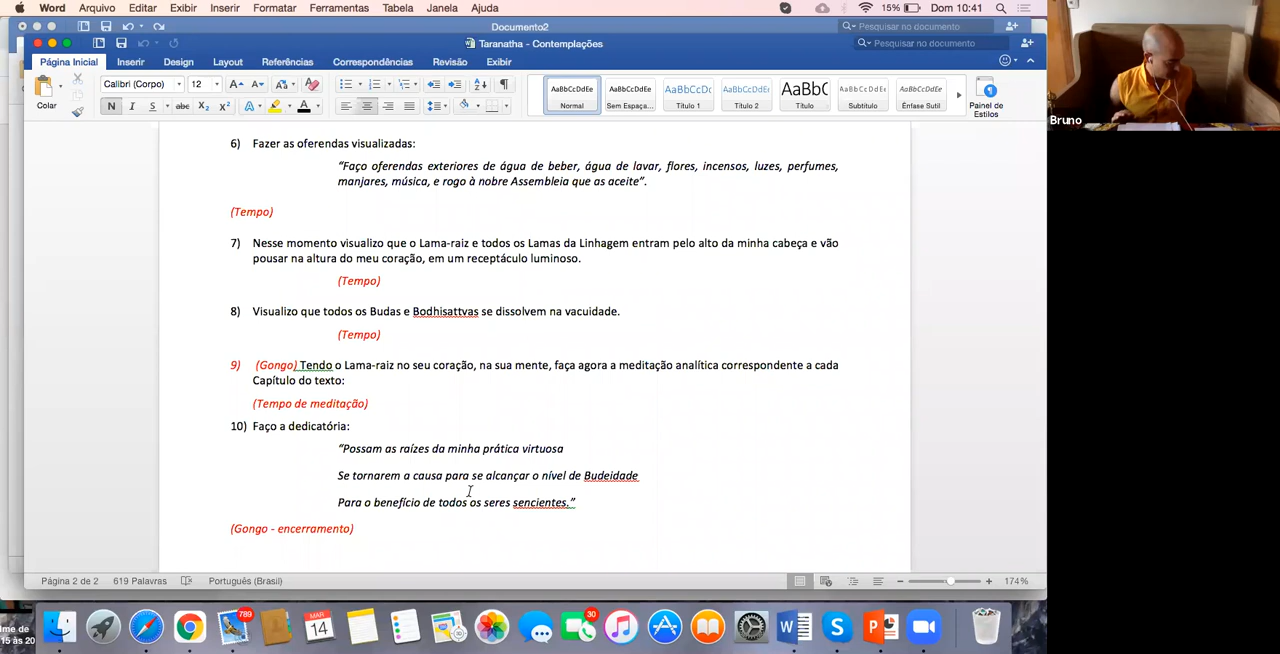 Word Arquivo Editar Exibir Inserir Formatar Ferramentas Tabela Janela Ajuda 15% Dom 10:41
Documento2 Pesquisar no documento
Taranatha - Contemplações Pesquisar no documento
Página Inicial Inserir Design Layout Referências Correspondências Revisão Exibir
Colar Calibri (Corpo) 12
N I S abc X₂ X²
AaBbCcDdEe AaBbCcDdEe AaBbCcDc AaBbCcDdEe AaBbC AaBbCcDdEe AaBbCcDdEe
Normal Sem Espaça... Título 1 Título 2 Título Subtítulo Ênfase Sutil Painel de Estilos
Bruno
6) Fazer as oferendas visualizadas:
“Faço oferendas exteriores de água de beber, água de lavar, flores, incensos, luzes, perfumes,
manjares, música, e rogo à nobre Assembleia que as aceite”.
(Tempo)
7) Nesse momento visualizo que o Lama-raiz e todos os Lamas da Linhagem entram pelo alto da minha cabeça e vão
pousar na altura do meu coração, em um receptáculo luminoso.
(Tempo)
8) Visualizo que todos os Budas e Bodhisattvas se dissolvem na vacuidade.
(Tempo)
9) (Gongo) Tendo o Lama-raiz no seu coração, na sua mente, faça agora a meditação analítica correspondente a cada
Capítulo do texto:
(Tempo de meditação)
10) Faço a dedicatória:
“Possam as raízes da minha prática virtuosa
Se tornarem a causa para se alcançar o nível de Budeidade
Para o benefício de todos os seres sencientes.”
(Gongo - encerramento)
Página 2 de 2 619 Palavras Português (Brasil) 174%
789 MAR 14 30